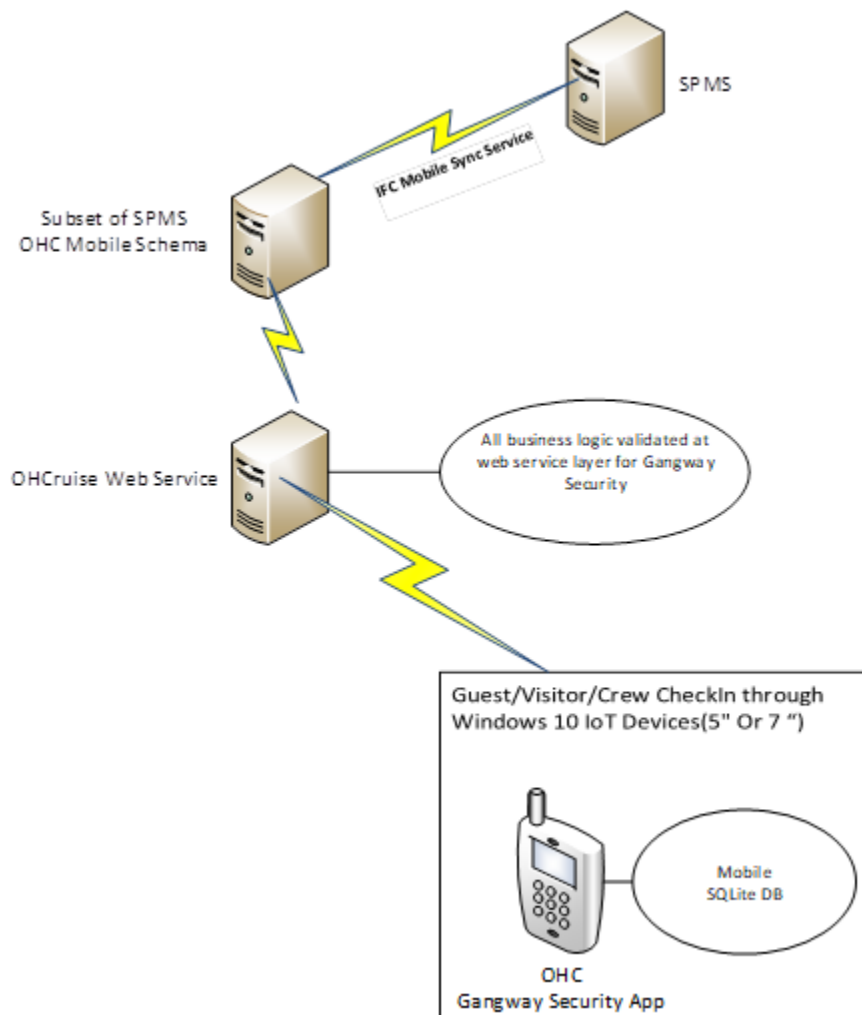 SPMS
IFC Mobile Sync Service
Subset of SPMS
OHC Mobile Schema
OHCruise Web Service
All business logic validated at
web service layer for Gangway
Security
Guest/Visitor/Crew CheckIn through
Windows 10 IoT Devices(5" Or 7 “)
Mobile
SQLite DB
OHC
Gangway Security App